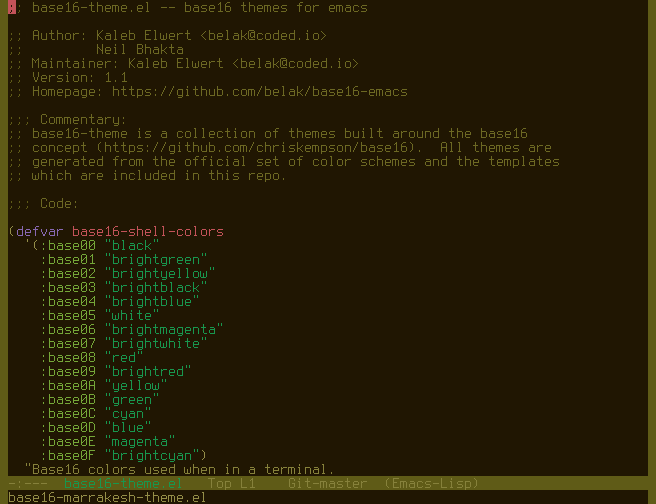 ;; base16-theme.el -- base16 themes for emacs
;; Author: Kaleb Elwert <belak@coded.io>
;;         Neil Bhakta
;; Maintainer: Kaleb Elwert <belak@coded.io>
;; Version: 1.1
;; Homepage: https://github.com/belak/base16-emacs
;;; Commentary:
;; base16-theme is a collection of themes built around the base16
;; concept (https://github.com/chriskempson/base16).  All themes are
;; generated from the official set of color schemes and the templates
;; which are included in this repo.
;;; Code:
(defvar base16-shell-colors
  '(:base00 "black"
    :base01 "brightgreen"
    :base02 "brightyellow"
    :base03 "brightblack"
    :base04 "brightblue"
    :base05 "white"
    :base06 "brightmagenta"
    :base07 "brightwhite"
    :base08 "red"
    :base09 "brightred"
    :base0A "yellow"
    :base0B "green"
    :base0C "cyan"
    :base0D "blue"
    :base0E "magenta"
    :base0F "brightcyan")
  "Base16 colors used when in a terminal.
-:---  base16-theme.el   Top L1    Git-master  (Emacs-Lisp)
base16-marrakesh-theme.el